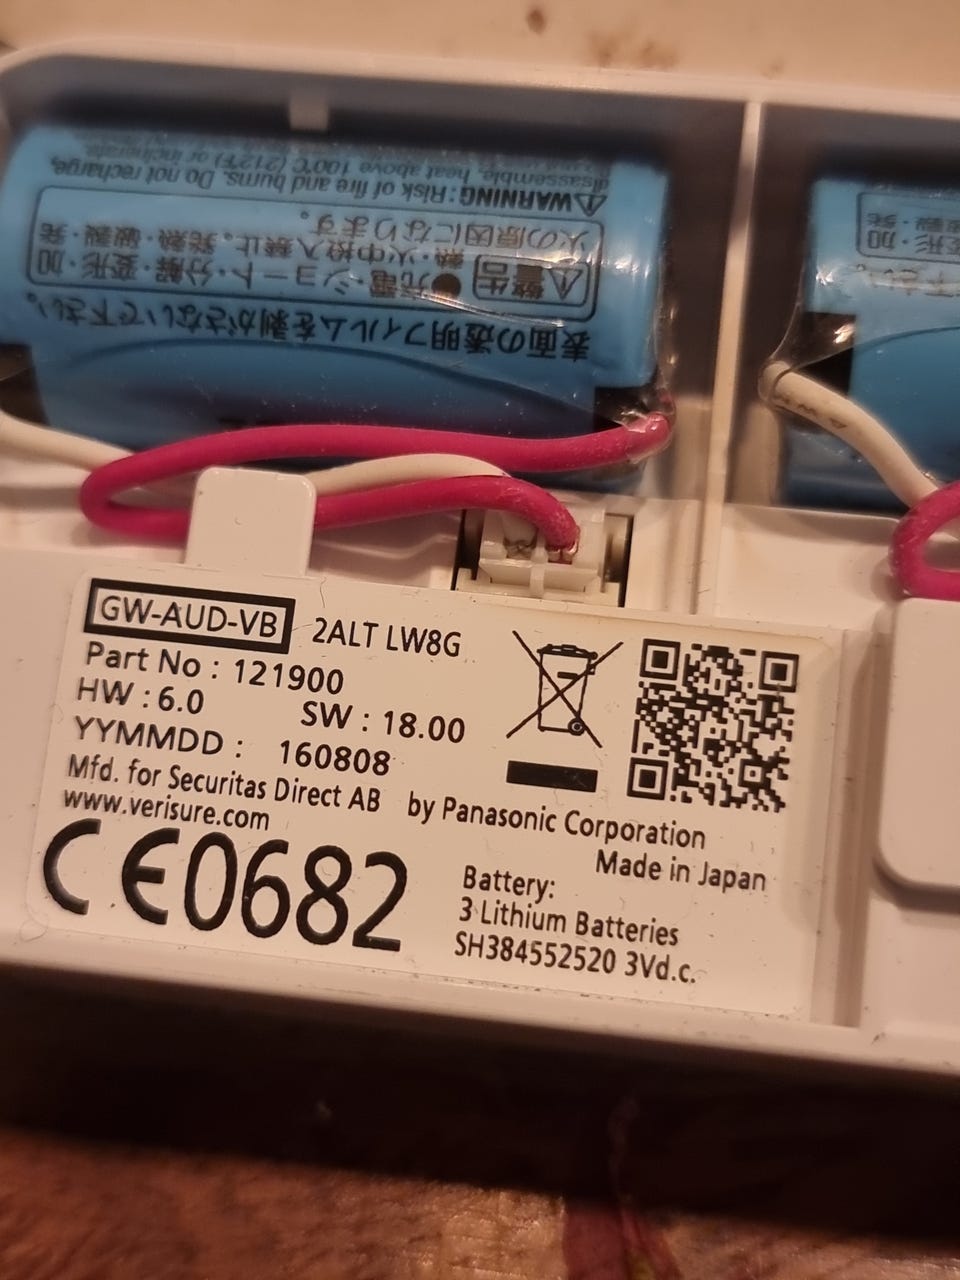 disassemble, heat above 100°C (212°F) or incinerate.
⚠WARNING: Risk of fire and burns. Do not recharge,
火の原因になります。
熱・火中投入禁止。発熱・破裂・発
⚠警告 ●充電・ショート・分解・変形・加
表面の透明フィルムを剥がさないで下さい。
GW-AUD-VB 2ALT LW8G
Part No : 121900
HW : 6.0 SW : 18.00
YYMMDD : 160808
Mfd. for Securitas Direct AB by Panasonic Corporation
www.verisure.com Made in Japan
CE0682
Battery:
3 Lithium Batteries
SH384552520 3Vd.c.